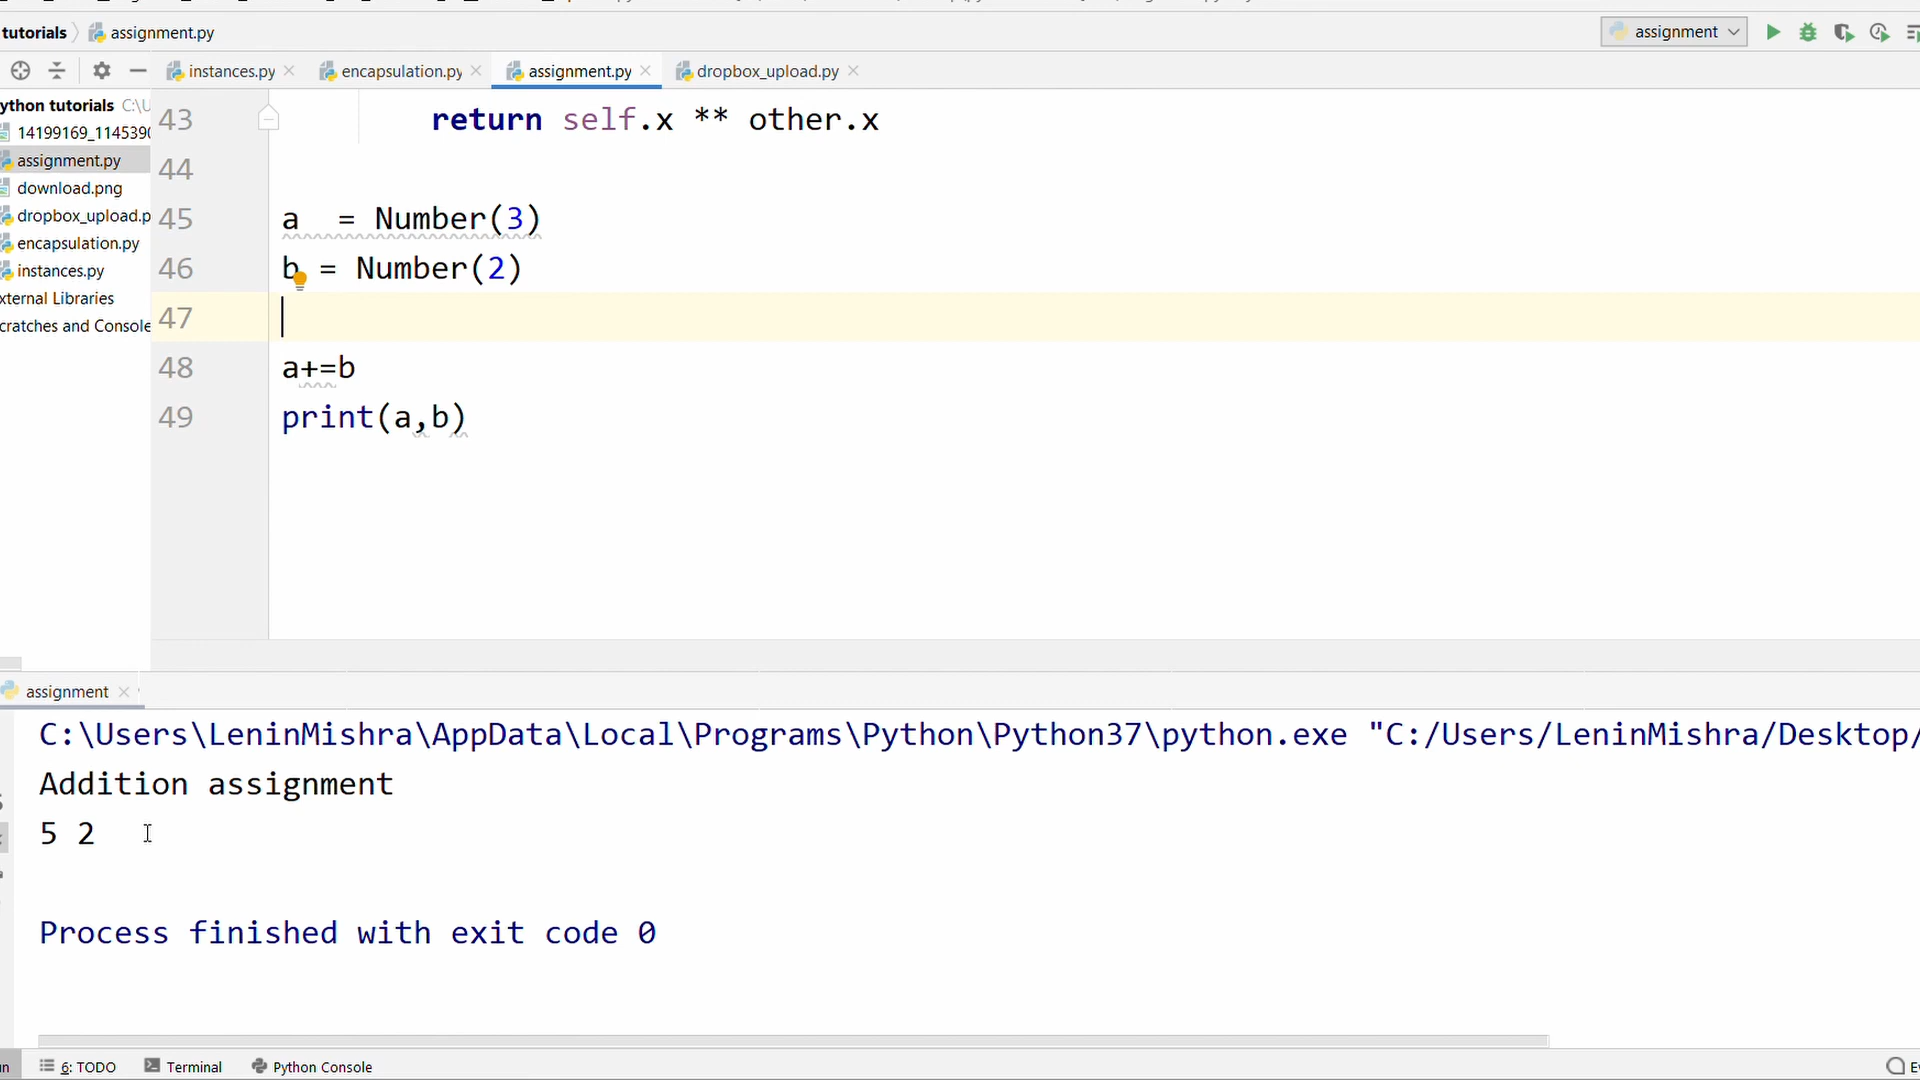 tutorials assignment.py assignment
instances.py encapsulation.py assignment.py dropbox_upload.py
ython tutorials C:\U
14199169_1145390
assignment.py
download.png
dropbox_upload.p
encapsulation.py
instances.py
xternal Libraries
cratches and Console
43 return self.x ** other.x
44
45 a  = Number(3)
46 b = Number(2)
47
48 a+=b
49 print(a,b)
assignment
C:\Users\LeninMishra\AppData\Local\Programs\Python\Python37\python.exe "C:/Users/LeninMishra/Desktop/
Addition assignment
5 2
Process finished with exit code 0
un 6: TODO Terminal Python Console Ev